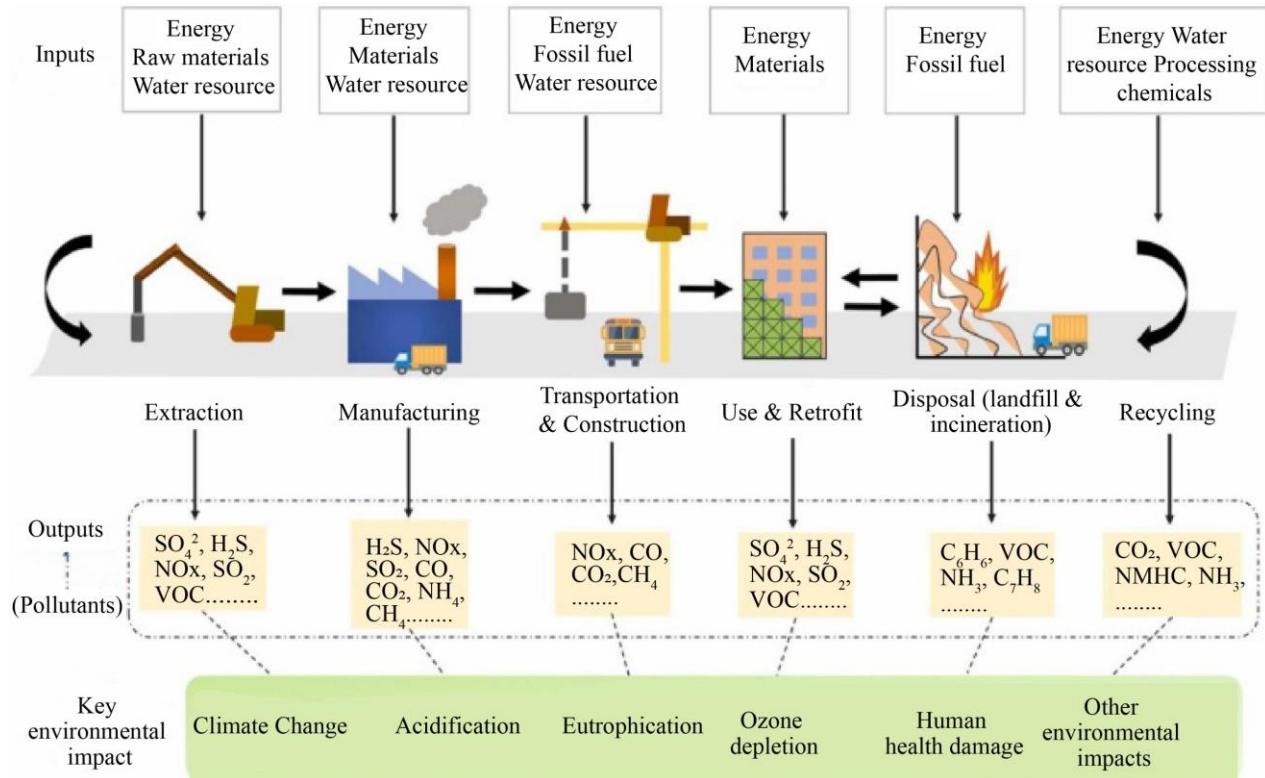 Inputs
Energy
Raw materials
Water resource
Energy
Materials
Water resource
Energy
Fossil fuel
Water resource
Energy
Materials
Energy
Fossil fuel
Energy Water
resource Processing
chemicals
Extraction
Manufacturing
Transportation
& Construction
Use & Retrofit
Disposal (landfill &
incineration)
Recycling
Outputs
(Pollutants)
SO₄², H₂S,
NOx, SO₂,
VOC.........
H₂S, NOx,
SO₂, CO,
CO₂, NH₄,
CH₄.........
NOx, CO,
CO₂,CH₄
.........
SO₄², H₂S,
NOx, SO₂,
VOC.........
C₆H₆, VOC,
NH₃, C₇H₈
.........
CO₂, VOC,
NMHC, NH₃,
.........
Key
environmental
impact
Climate Change
Acidification
Eutrophication
Ozone
depletion
Human
health damage
Other
environmental
impacts